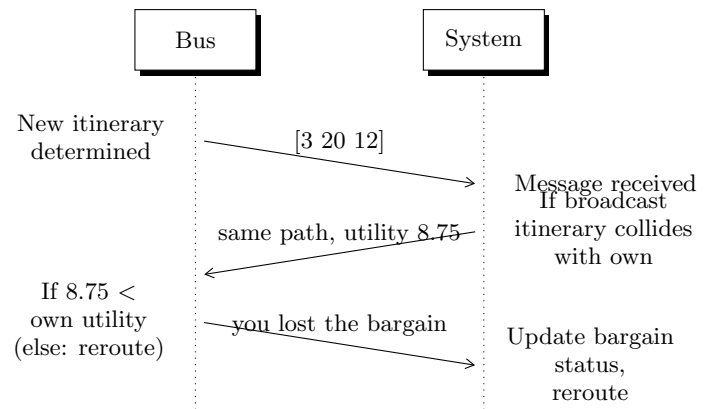 Bus
System
New itinerary
determined
[3 20 12]
Message received
If broadcast
itinerary collides
with own
same path, utility 8.75
If 8.75 <
own utility
(else: reroute)
you lost the bargain
Update bargain
status,
reroute